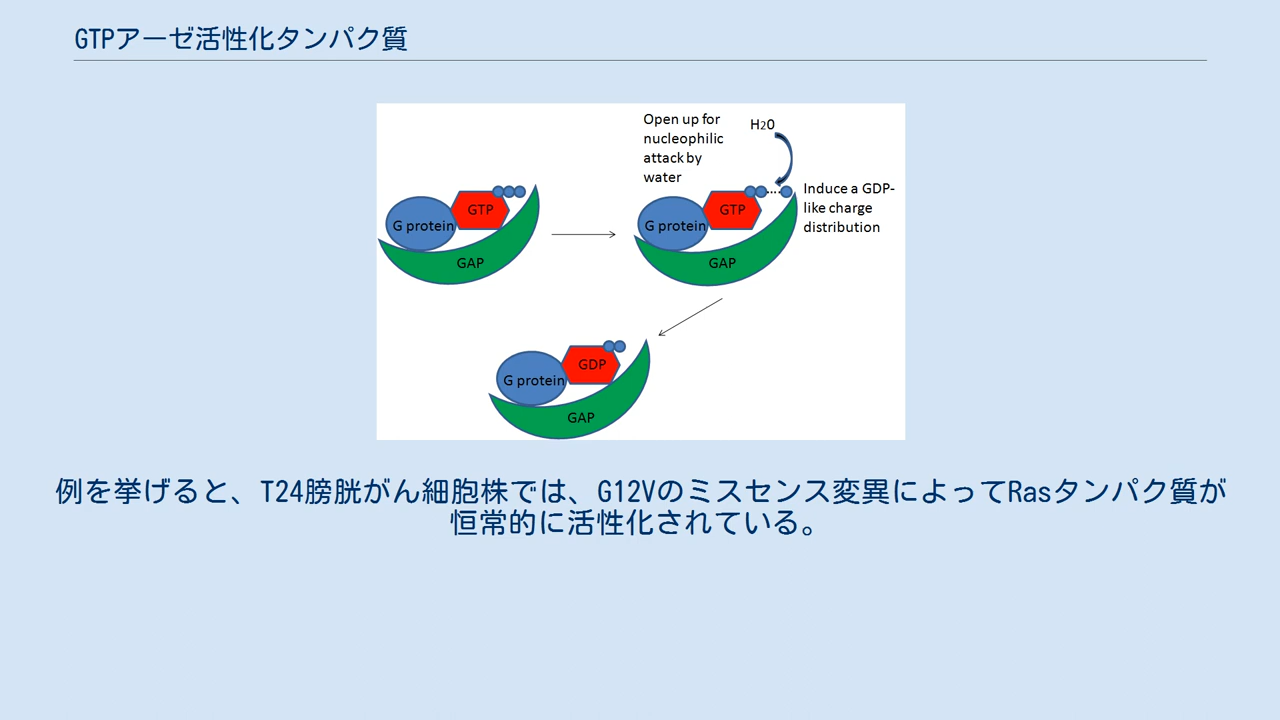 GTPアーゼ活性化タンパク質
Open up for
nucleophilic
attack by
water
H20
G protein
GTP
GAP
G protein
GTP
GAP
Induce a GDP-
like charge
distribution
G protein
GDP
GAP
例を挙げると、T24膀胱がん細胞株では、G12Vのミスセンス変異によってRasタンパク質が
恒常的に活性化されている。